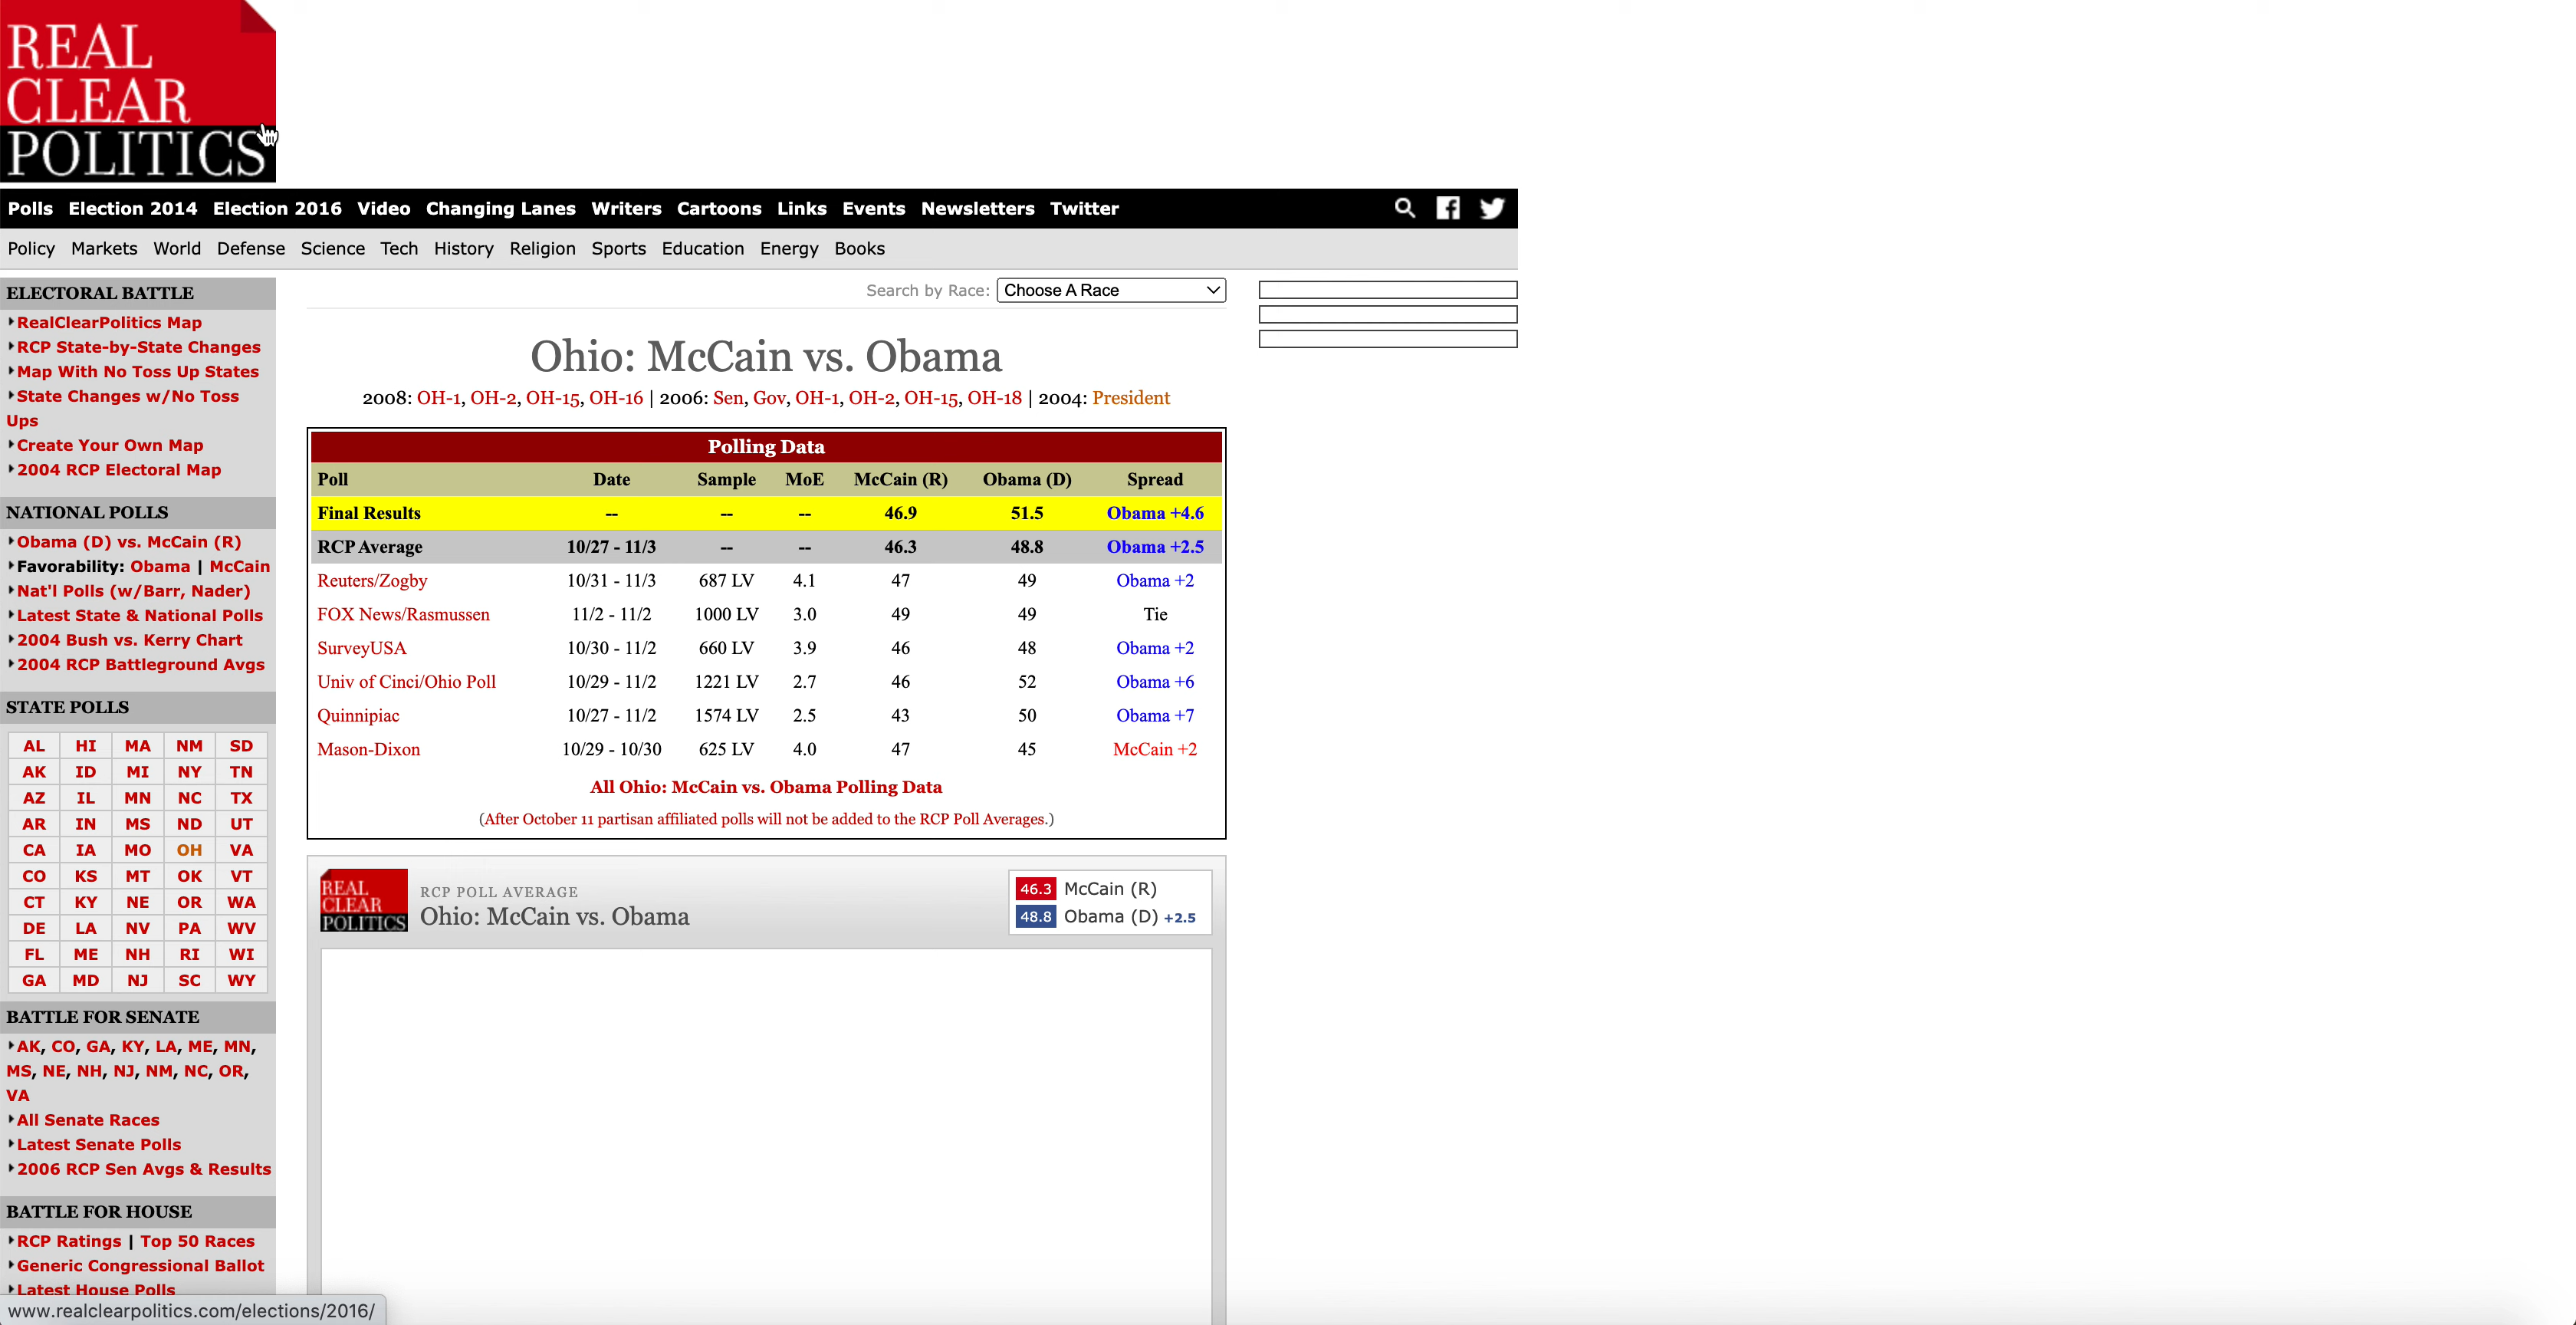 REAL
CLEAR
POLITICS
Polls Election 2014 Election 2016 Video Changing Lanes Writers Cartoons Links Events Newsletters Twitter
Policy Markets World Defense Science Tech History Religion Sports Education Energy Books
ELECTORAL BATTLE
RealClearPolitics Map
RCP State-by-State Changes
Map With No Toss Up States
State Changes w/No Toss
Ups
Create Your Own Map
2004 RCP Electoral Map
NATIONAL POLLS
Obama (D) vs. McCain (R)
Favorability: Obama | McCain
Nat'l Polls (w/Barr, Nader)
Latest State & National Polls
2004 Bush vs. Kerry Chart
2004 RCP Battleground Avgs
STATE POLLS
AL HI MA NM SD
AK ID MI NY TN
AZ IL MN NC TX
AR IN MS ND UT
CA IA MO OH VA
CO KS MT OK VT
CT KY NE OR WA
DE LA NV PA WV
FL ME NH RI WI
GA MD NJ SC WY
BATTLE FOR SENATE
AK, CO, GA, KY, LA, ME, MN,
MS, NE, NH, NJ, NM, NC, OR,
VA
All Senate Races
Latest Senate Polls
2006 RCP Sen Avgs & Results
BATTLE FOR HOUSE
RCP Ratings | Top 50 Races
Generic Congressional Ballot
Latest House Polls
www.realclearpolitics.com/elections/2016/
Search by Race: Choose A Race
Ohio: McCain vs. Obama
2008: OH-1, OH-2, OH-15, OH-16 | 2006: Sen, Gov, OH-1, OH-2, OH-15, OH-18 | 2004: President
Polling Data
Poll Date Sample MoE McCain (R) Obama (D) Spread
Final Results -- -- -- 46.9 51.5 Obama +4.6
RCP Average 10/27 - 11/3 -- -- 46.3 48.8 Obama +2.5
Reuters/Zogby 10/31 - 11/3 687 LV 4.1 47 49 Obama +2
FOX News/Rasmussen 11/2 - 11/2 1000 LV 3.0 49 49 Tie
SurveyUSA 10/30 - 11/2 660 LV 3.9 46 48 Obama +2
Univ of Cinci/Ohio Poll 10/29 - 11/2 1221 LV 2.7 46 52 Obama +6
Quinnipiac 10/27 - 11/2 1574 LV 2.5 43 50 Obama +7
Mason-Dixon 10/29 - 10/30 625 LV 4.0 47 45 McCain +2
All Ohio: McCain vs. Obama Polling Data
(After October 11 partisan affiliated polls will not be added to the RCP Poll Averages.)
REAL
CLEAR
POLITICS
RCP POLL AVERAGE
Ohio: McCain vs. Obama
46.3 McCain (R)
48.8 Obama (D) +2.5